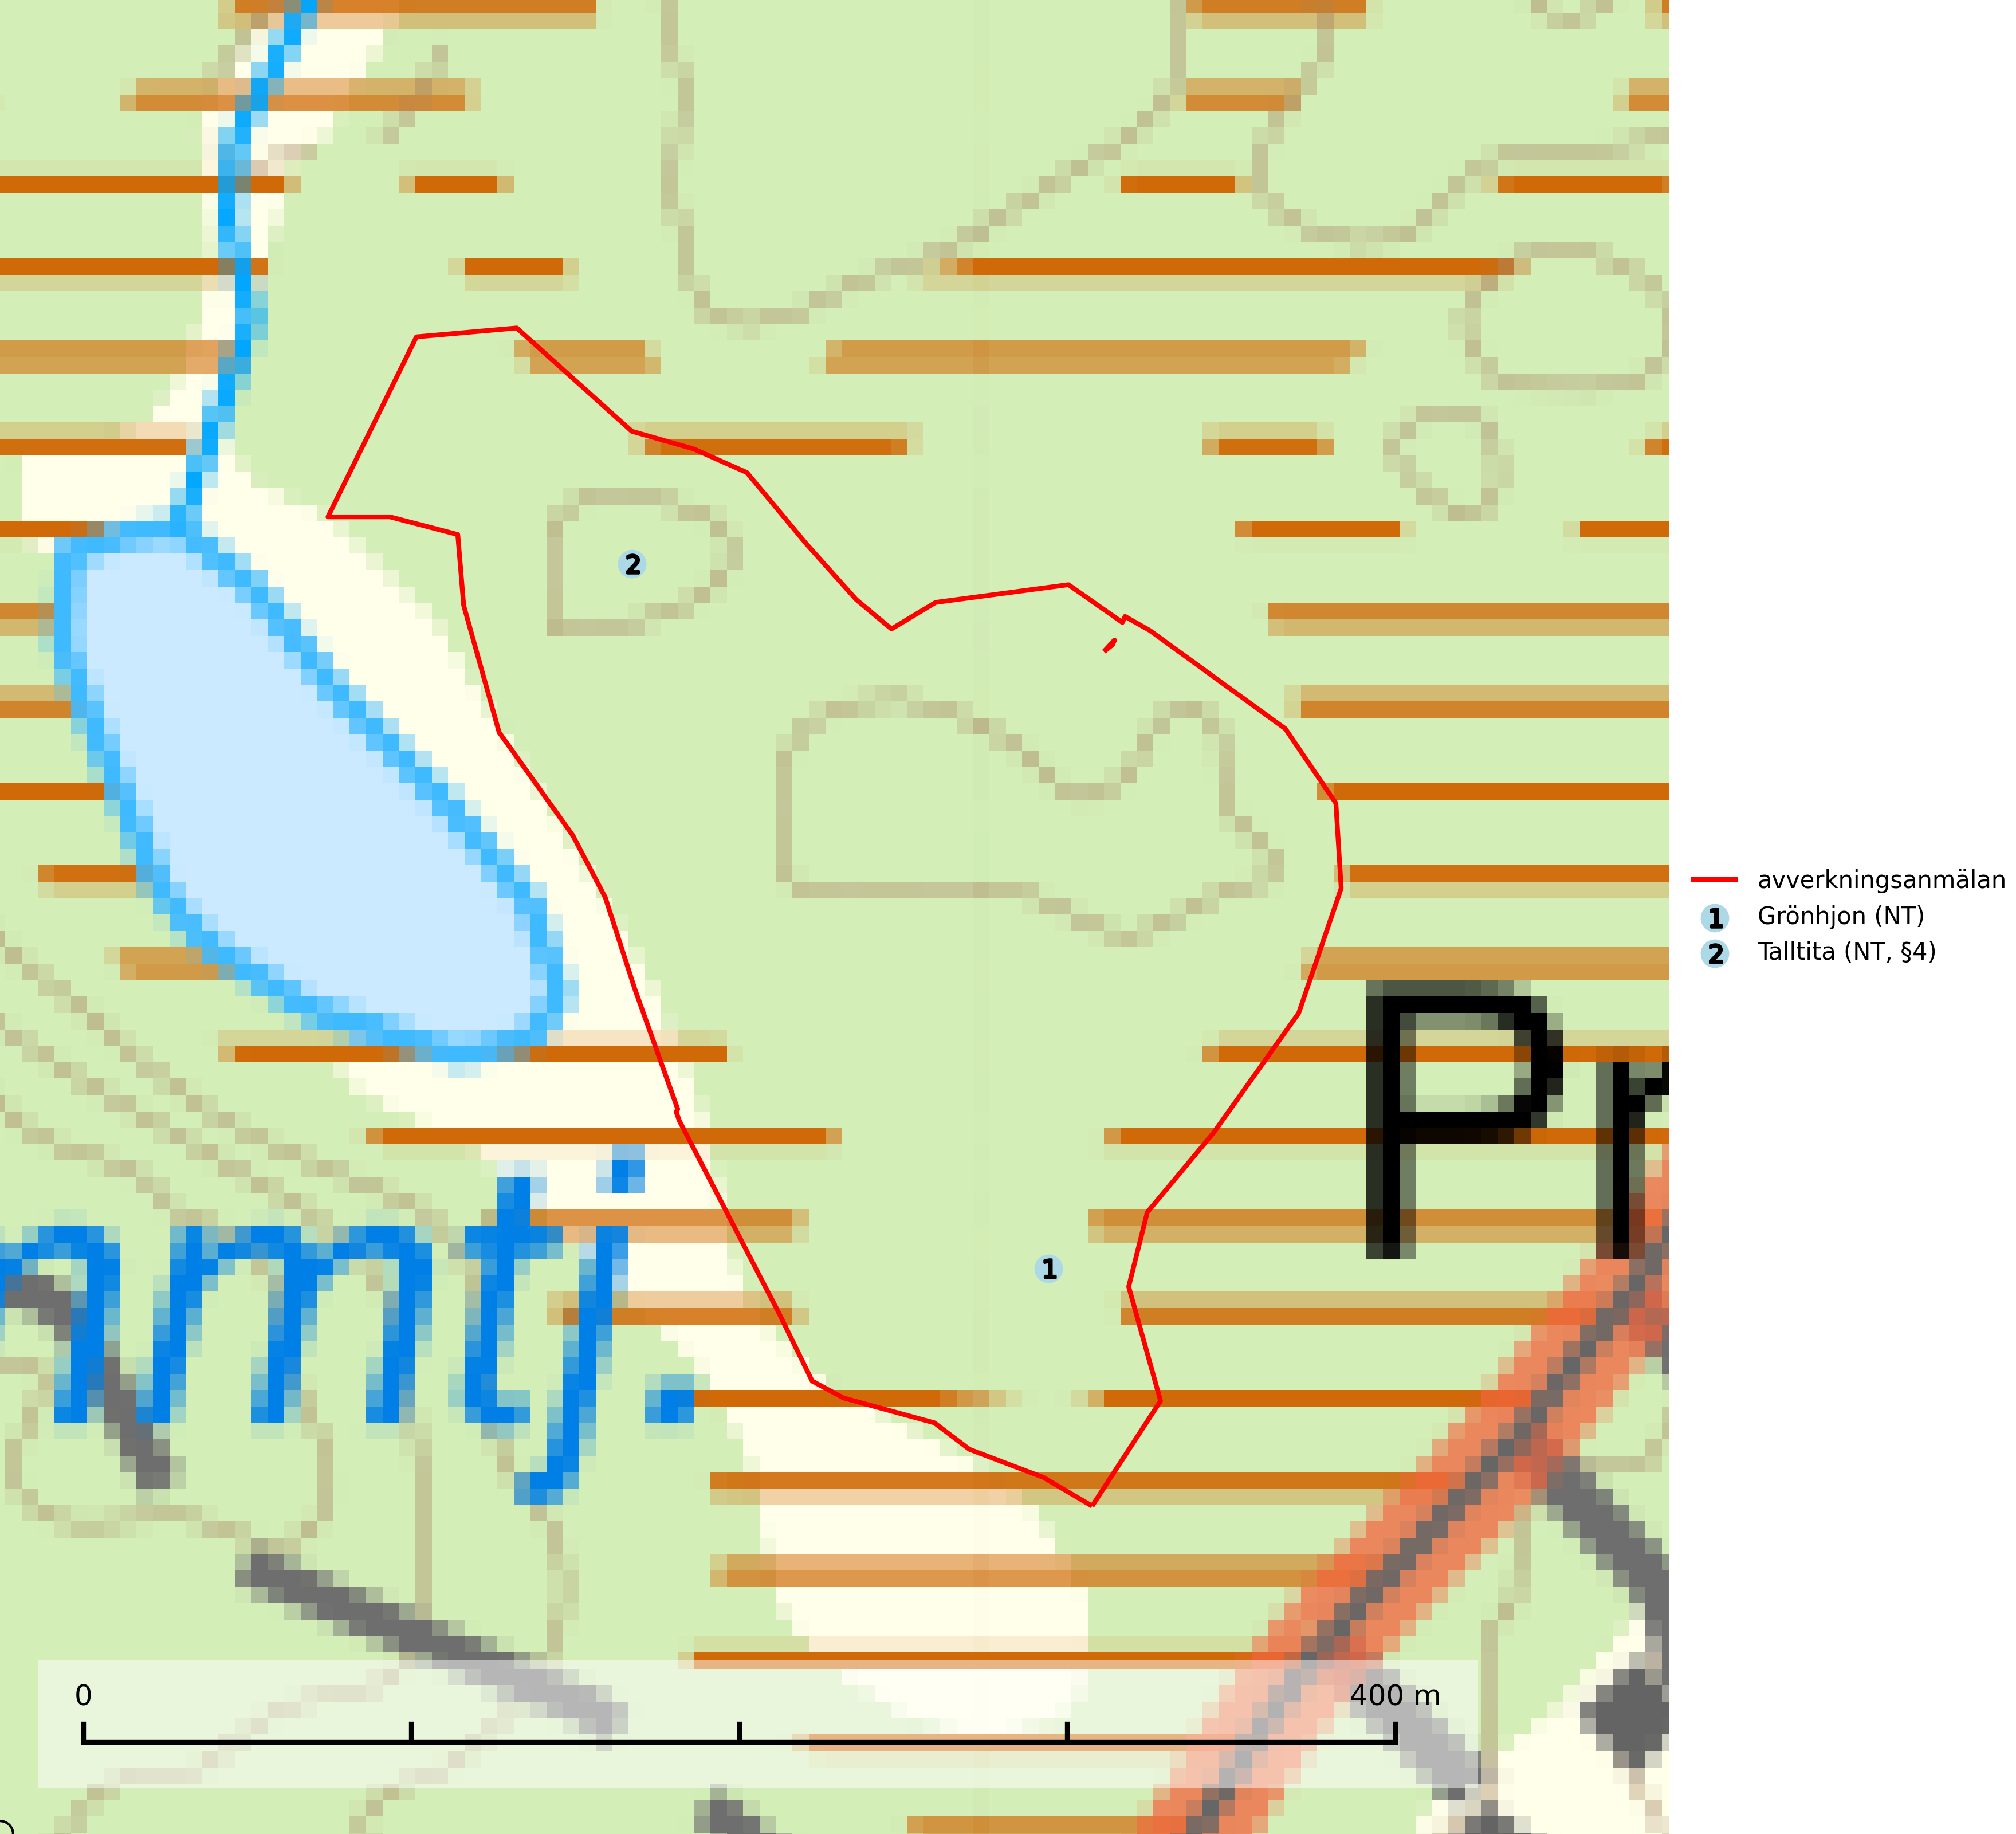 2
P
avverkningsanmälan
1 Grönhjon (NT)
2 Talltita (NT, §4)
1
0 400 m